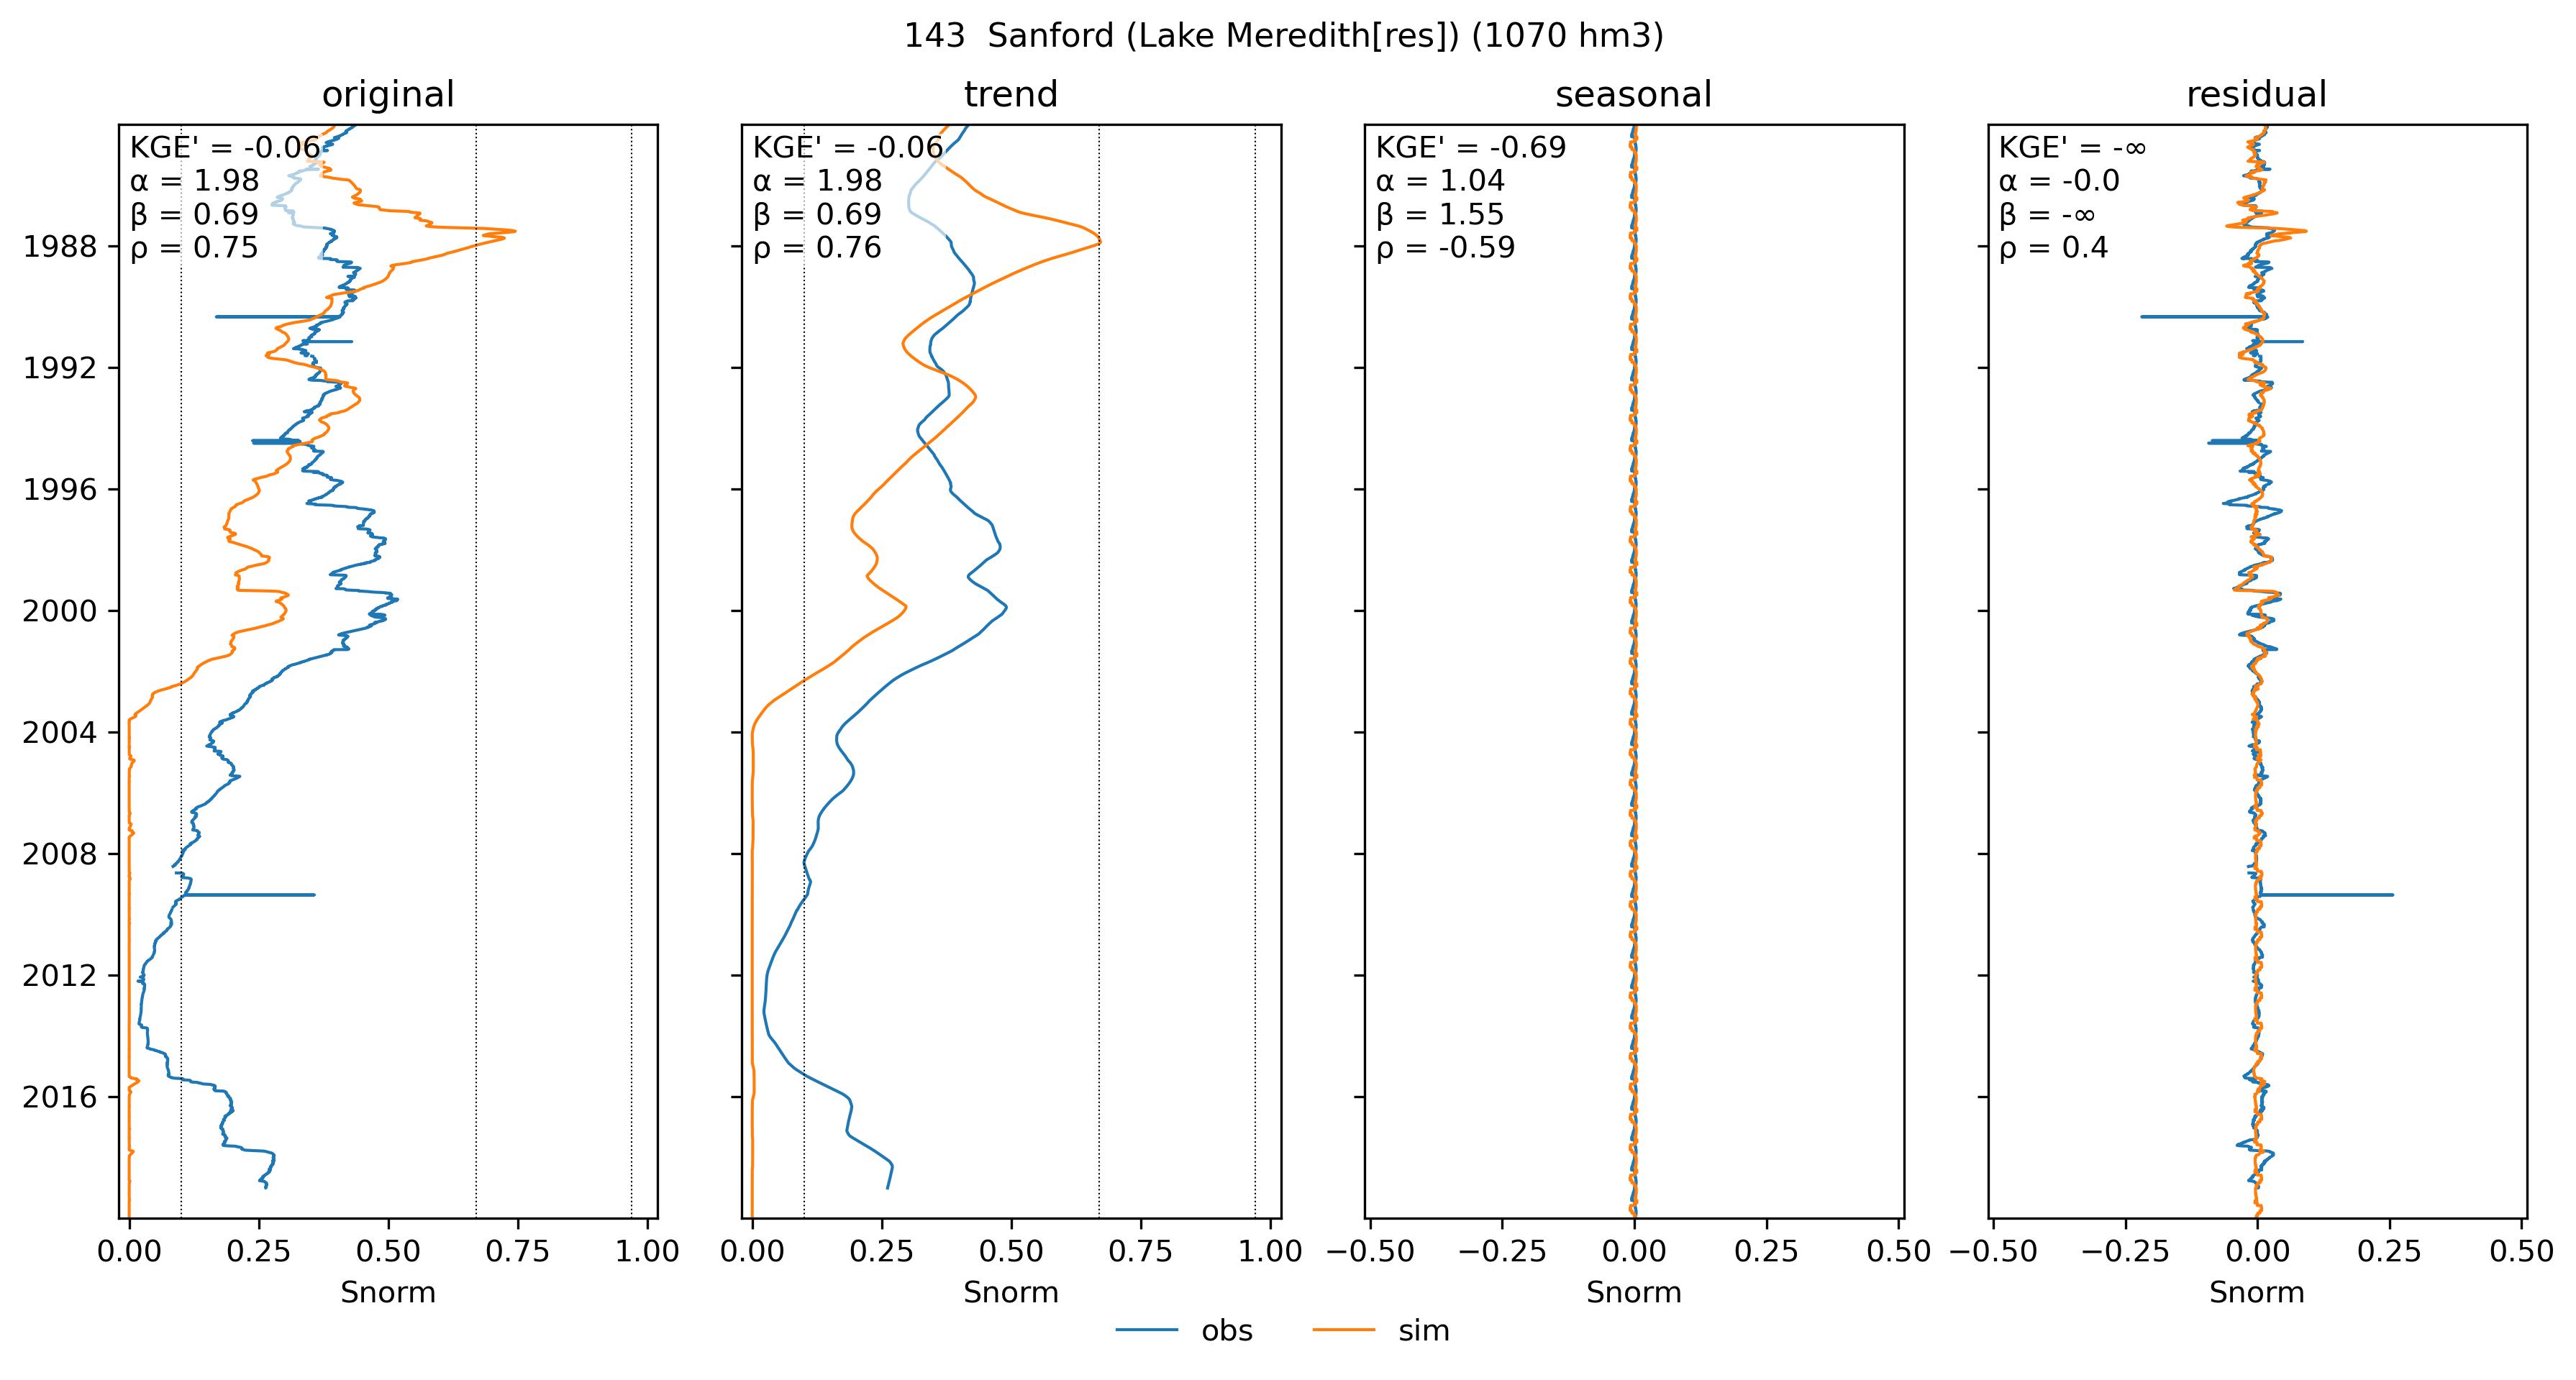 143  Sanford (Lake Meredith[res]) (1070 hm3)
original
trend
seasonal
residual
KGE' = -0.06
α = 1.98
β = 0.69
ρ = 0.75
KGE' = -0.06
α = 1.98
β = 0.69
ρ = 0.76
KGE' = -0.69
α = 1.04
β = 1.55
ρ = -0.59
KGE' = -∞
α = -0.0
β = -∞
ρ = 0.4
1988
1992
1996
2000
2004
2008
2012
2016
0.00 0.25 0.50 0.75 1.00
0.00 0.25 0.50 0.75 1.00
−0.50 −0.25 0.00 0.25 0.50
−0.50 −0.25 0.00 0.25 0.50
Snorm
Snorm
Snorm
Snorm
obs
sim